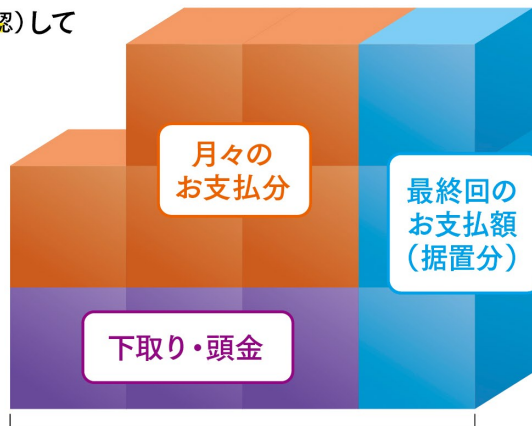 認)して
月々の
お支払分
最終回の
お支払額
(据置分)
下取り・頭金